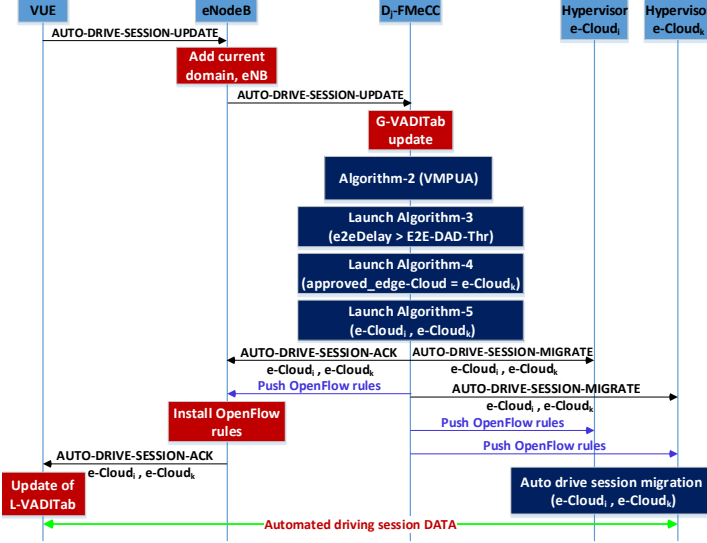 VUE
eNodeB
Dj-FMeCC
Hypervisor
e-Cloudi
Hyperviso
e-Cloudk
AUTO-DRIVE-SESSION-UPDATE
Add current
domain, eNB
AUTO-DRIVE-SESSION-UPDATE
G-VADITab
update
Algorithm-2 (VMPUA)
Launch Algorithm-3
(e2eDelay > E2E-DAD-Thr)
Launch Algorithm-4
(approved_edge-Cloud = e-Cloudk)
Launch Algorithm-5
(e-Cloudi , e-Cloudk)
AUTO-DRIVE-SESSION-ACK
e-Cloudi , e-Cloudk
AUTO-DRIVE-SESSION-MIGRATE
e-Cloudi , e-Cloudk
Push OpenFlow rules
AUTO-DRIVE-SESSION-MIGRATE
e-Cloudi , e-Cloudk
Install OpenFlow
rules
Push OpenFlow rules
Push OpenFlow rules
AUTO-DRIVE-SESSION-ACK
e-Cloudi , e-Cloudk
Update of
L-VADITab
Auto drive session migration
(e-Cloudi , e-Cloudk)
Automated driving session DATA